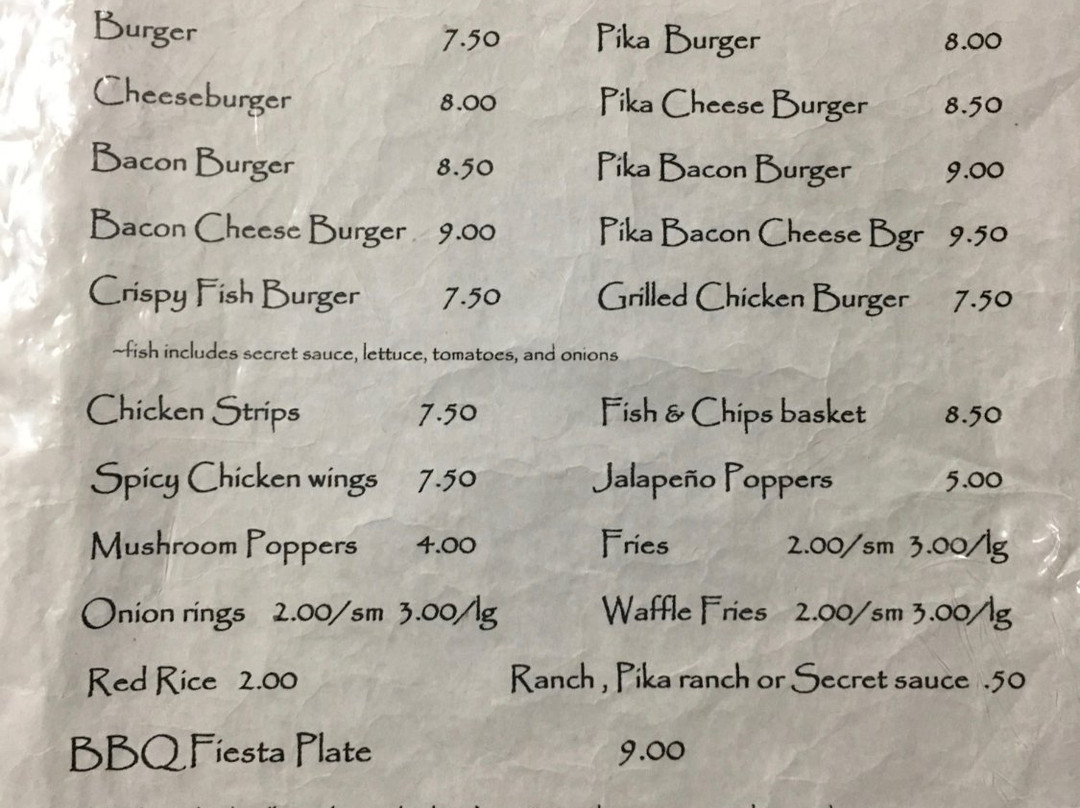 Burger 7.50 Pika Burger 8.00
Cheeseburger 8.00 Pika Cheese Burger 8.50
Bacon Burger 8.50 Pika Bacon Burger 9.00
Bacon Cheese Burger 9.00 Pika Bacon Cheese Bgr 9.50
Crispy Fish Burger 7.50 Grilled Chicken Burger 7.50
~fish includes secret sauce, lettuce, tomatoes, and onions
Chicken Strips 7.50 Fish & Chips basket 8.50
Spicy Chicken wings 7.50 Jalapeño Poppers 5.00
Mushroom Poppers 4.00 Fries 2.00/sm 3.00/lg
Onion rings 2.00/sm 3.00/lg Waffle Fries 2.00/sm 3.00/lg
Red Rice 2.00 Ranch , Pika ranch or Secret sauce .50
BBQ Fiesta Plate 9.00